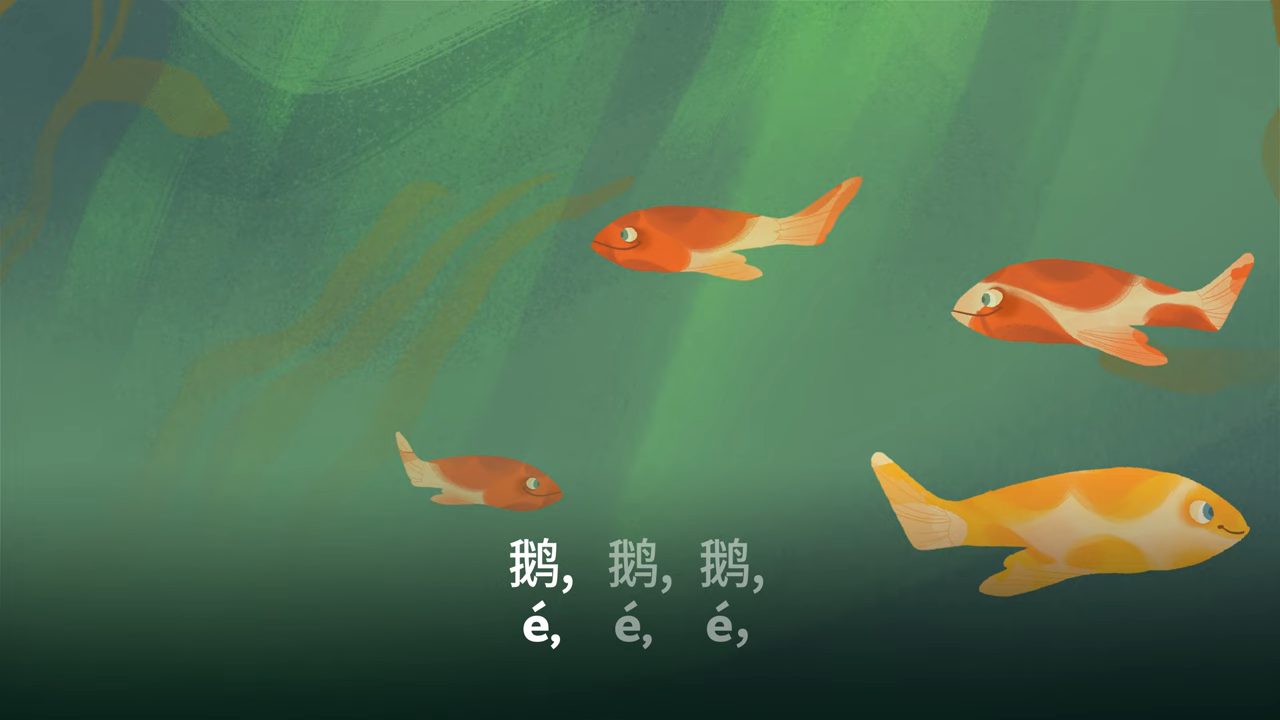 鹅, 鹅, 鹅,
é, é, é,